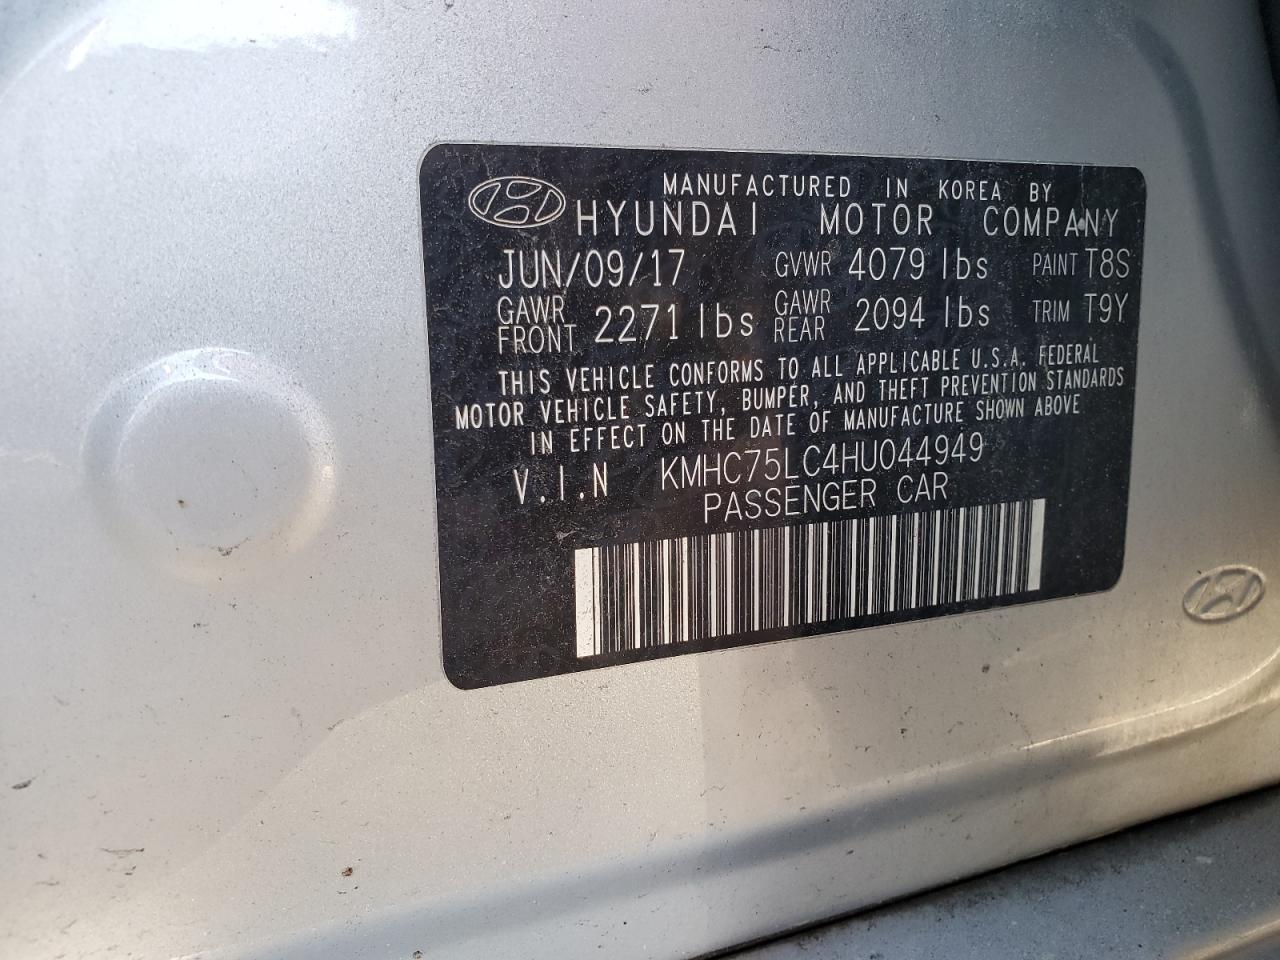 MANUFACTURED IN KOREA BY
HYUNDAI MOTOR COMPANY
JUN/09/17 GVWR 4079 lbs PAINT T8S
GAWR FRONT 2271 lbs GAWR REAR 2094 lbs TRIM T9Y
THIS VEHICLE CONFORMS TO ALL APPLICABLE U.S.A. FEDERAL
MOTOR VEHICLE SAFETY, BUMPER, AND THEFT PREVENTION STANDARDS
IN EFFECT ON THE DATE OF MANUFACTURE SHOWN ABOVE
V.I.N KMHC75LC4HU044949
PASSENGER CAR